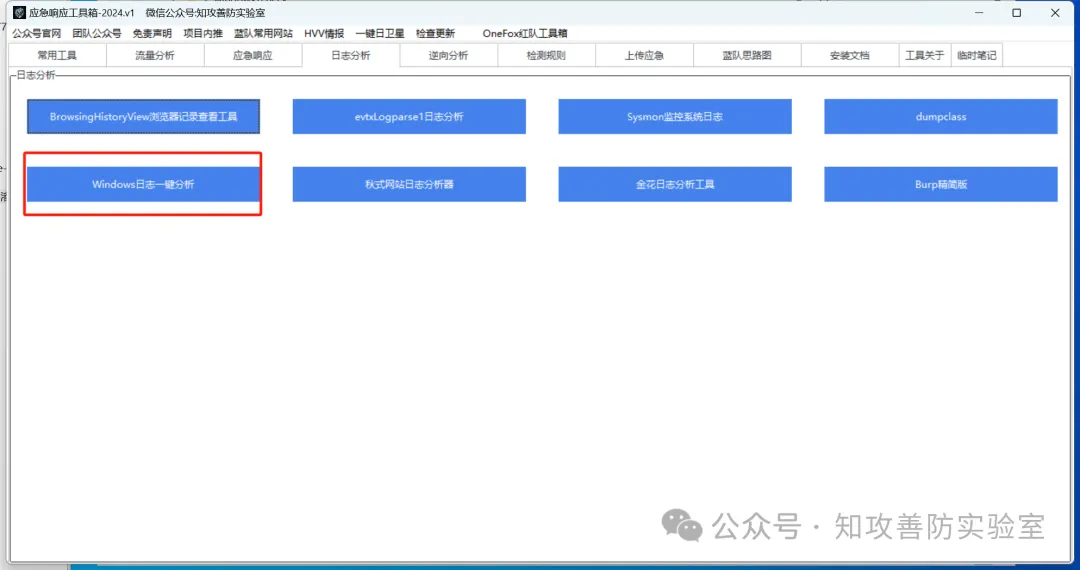 应急响应工具箱-2024.v1 微信公众号:知攻善防实验室
公众号官网 团队公众号 免责声明 项目内推 蓝队常用网站 HVV情报 一键日卫星 检查更新 OneFox红队工具箱
常用工具 流量分析 应急响应 日志分析 逆向分析 检测规则 上传应急 蓝队思路图 安装文档 工具关于 临时笔记
日志分析
BrowsingHistoryView浏览器记录查看工具 evtxLogparse1日志分析 Sysmon监控系统日志 dumpclass
Windows日志一键分析 秋式网站日志分析器 金花日志分析工具 Burp精简版
公众号 · 知攻善防实验室